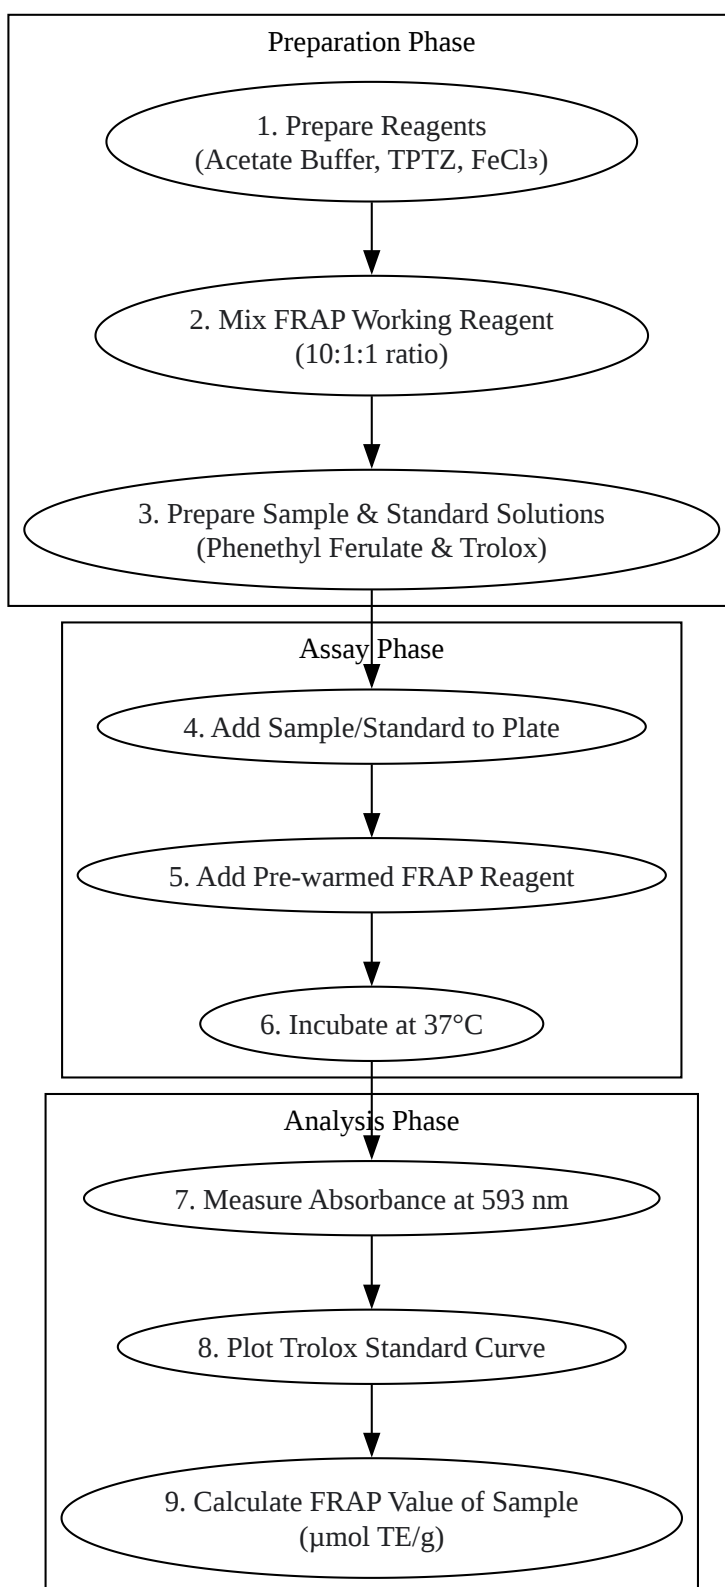 Preparation Phase
1. Prepare Reagents
(Acetate Buffer, TPTZ, FeCl₃)
2. Mix FRAP Working Reagent
(10:1:1 ratio)
3. Prepare Sample & Standard Solutions
(Phenethyl Ferulate & Trolox)
Assay Phase
4. Add Sample/Standard to Plate
5. Add Pre-warmed FRAP Reagent
6. Incubate at 37°C
Analysis Phase
7. Measure Absorbance at 593 nm
8. Plot Trolox Standard Curve
9. Calculate FRAP Value of Sample
(µmol TE/g)